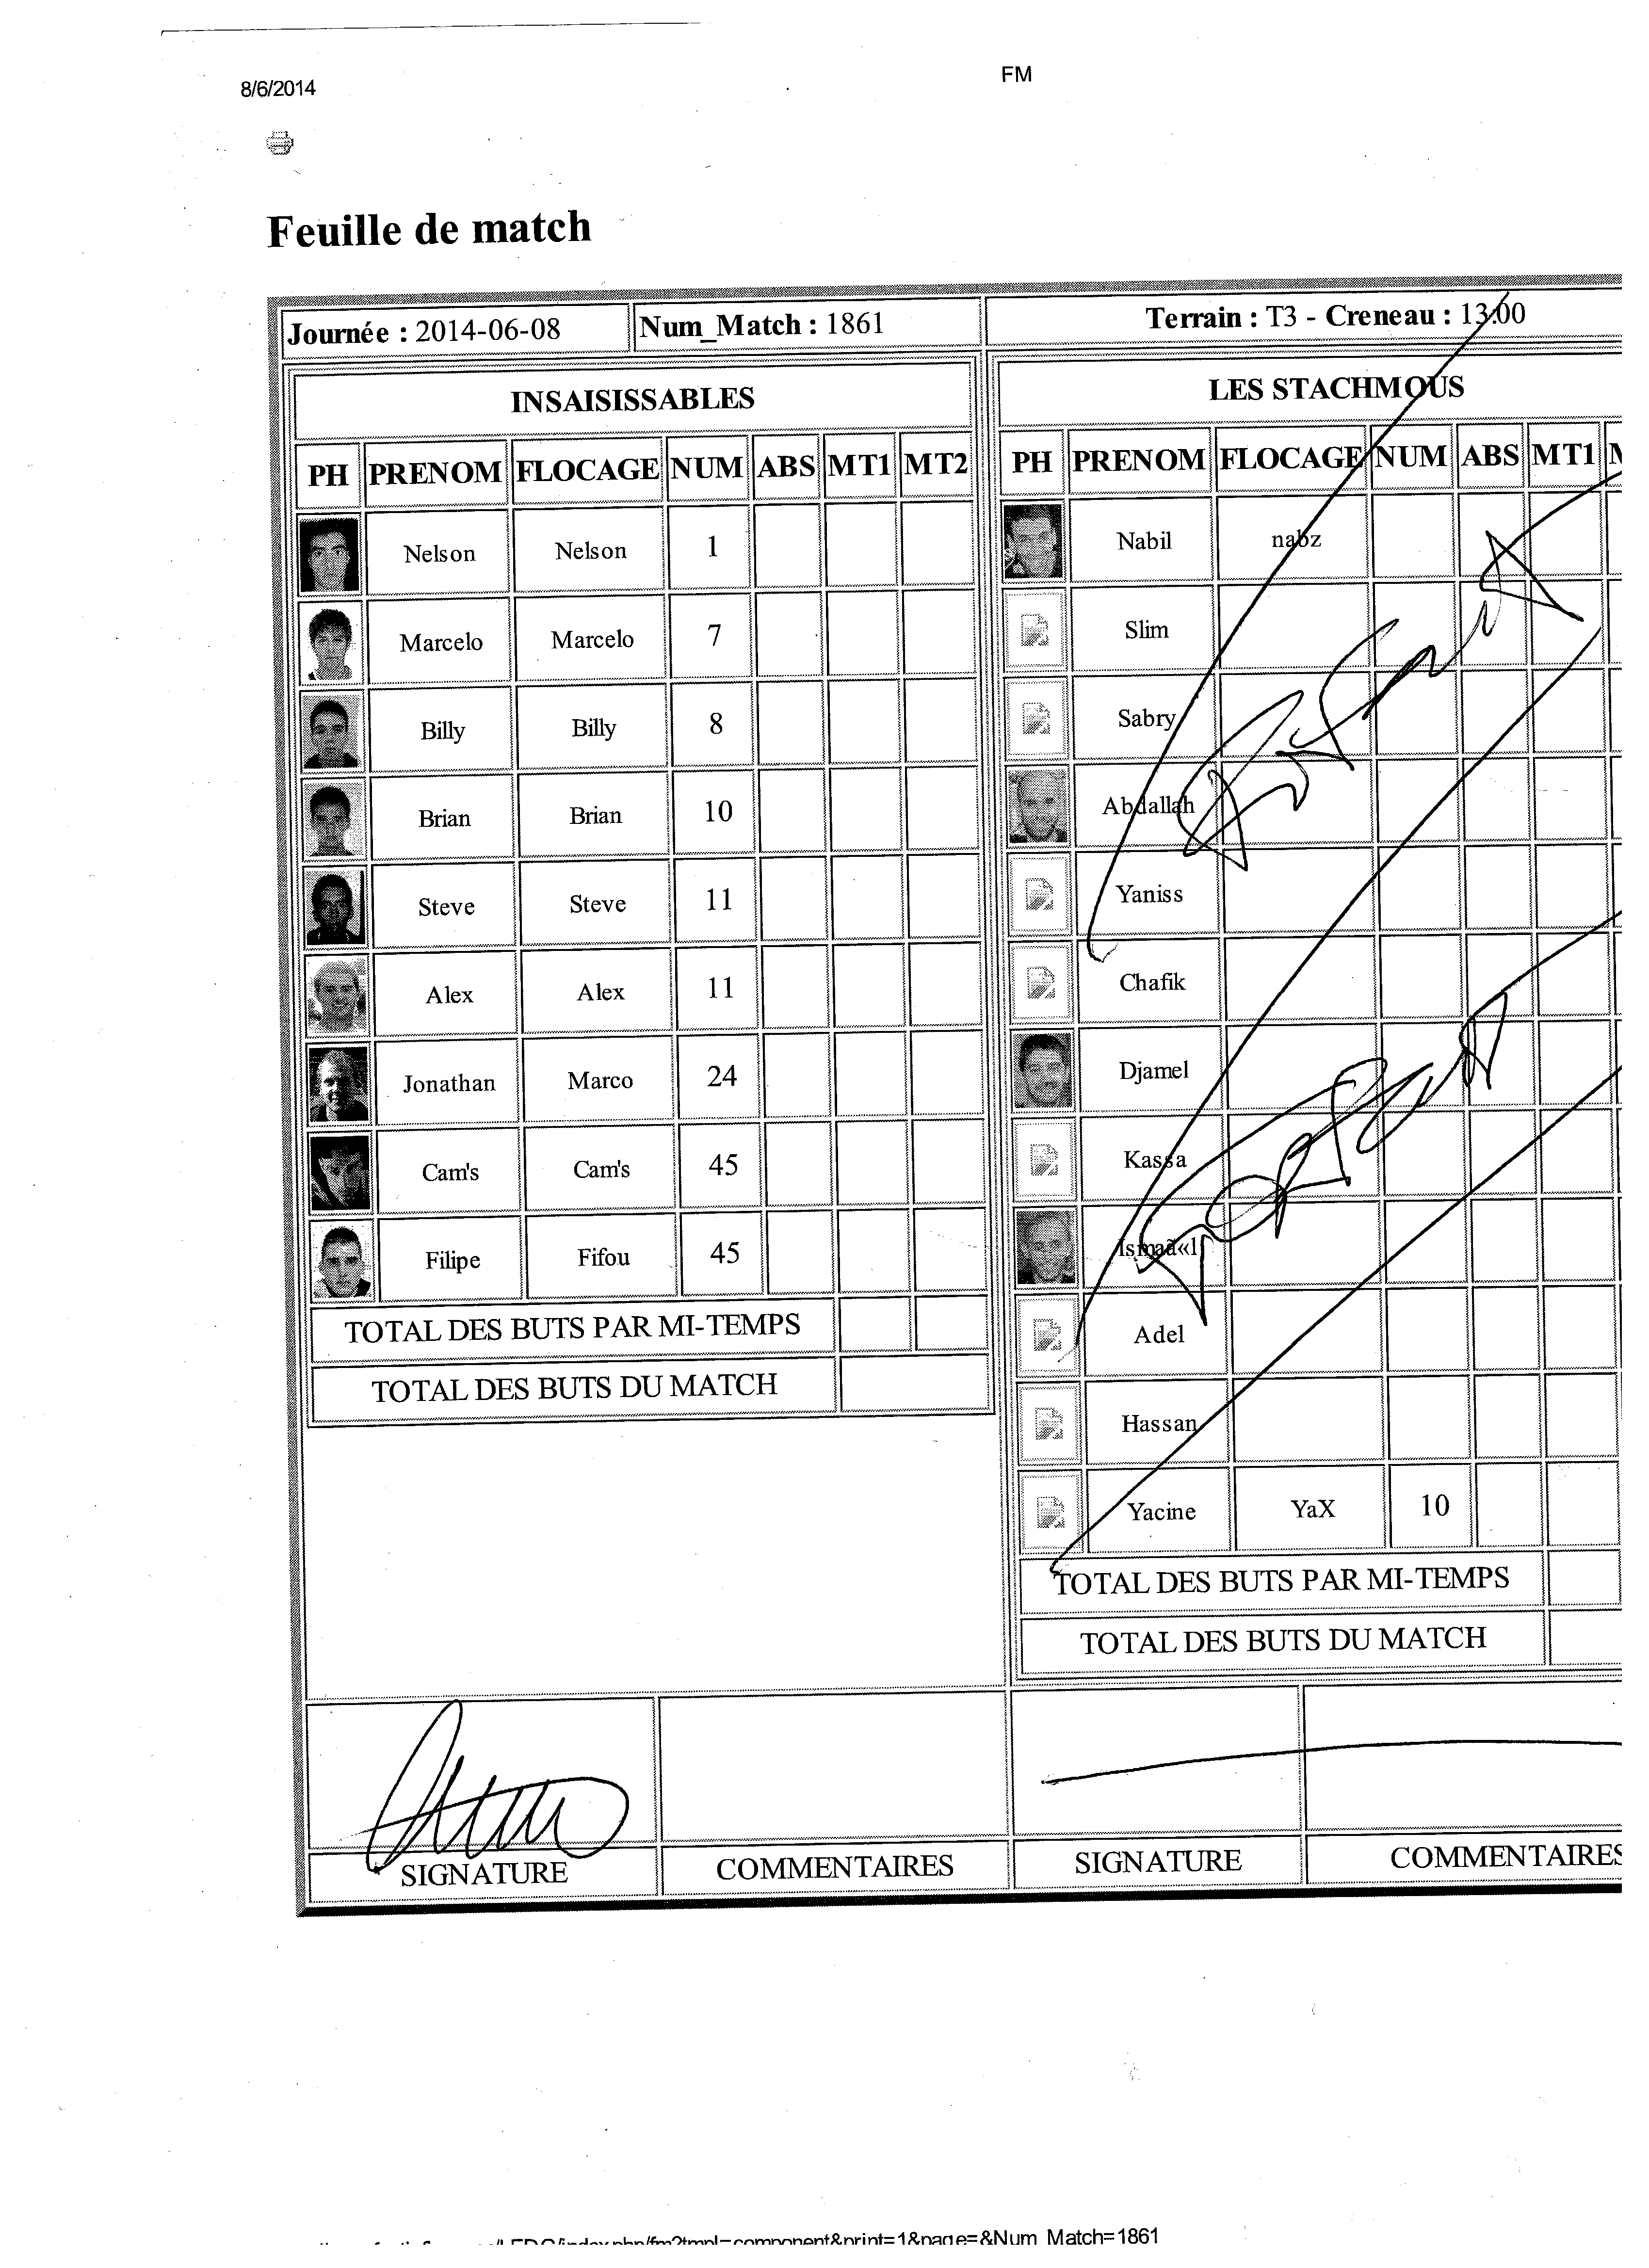 8/6/2014 FM
Feuille de match
Journée : 2014-06-08 Num_Match : 1861 Terrain : T3 - Creneau : 13:00
INSAISISSABLES LES STACHMOUS
PH PRENOM FLOCAGE NUM ABS MT1 MT2 PH PRENOM FLOCAGE NUM ABS MT1
Nelson Nelson 1 Nabil nabz
Marcelo Marcelo 7 Slim
Billy Billy 8 Sabry
Brian Brian 10 Abdallah
Steve Steve 11 Yaniss
Alex Alex 11 Chafik
Jonathan Marco 24 Djamel
Cam's Cam's 45 Kassa
Filipe Fifou 45 Ismaã«l
TOTAL DES BUTS PAR MI-TEMPS Adel
TOTAL DES BUTS DU MATCH Hassan
Yacine YaX 10
TOTAL DES BUTS PAR MI-TEMPS
TOTAL DES BUTS DU MATCH
SIGNATURE COMMENTAIRES SIGNATURE COMMENTAIRES
/index.php/fm?tmpl=component&print=1&page=&Num_Match=1861